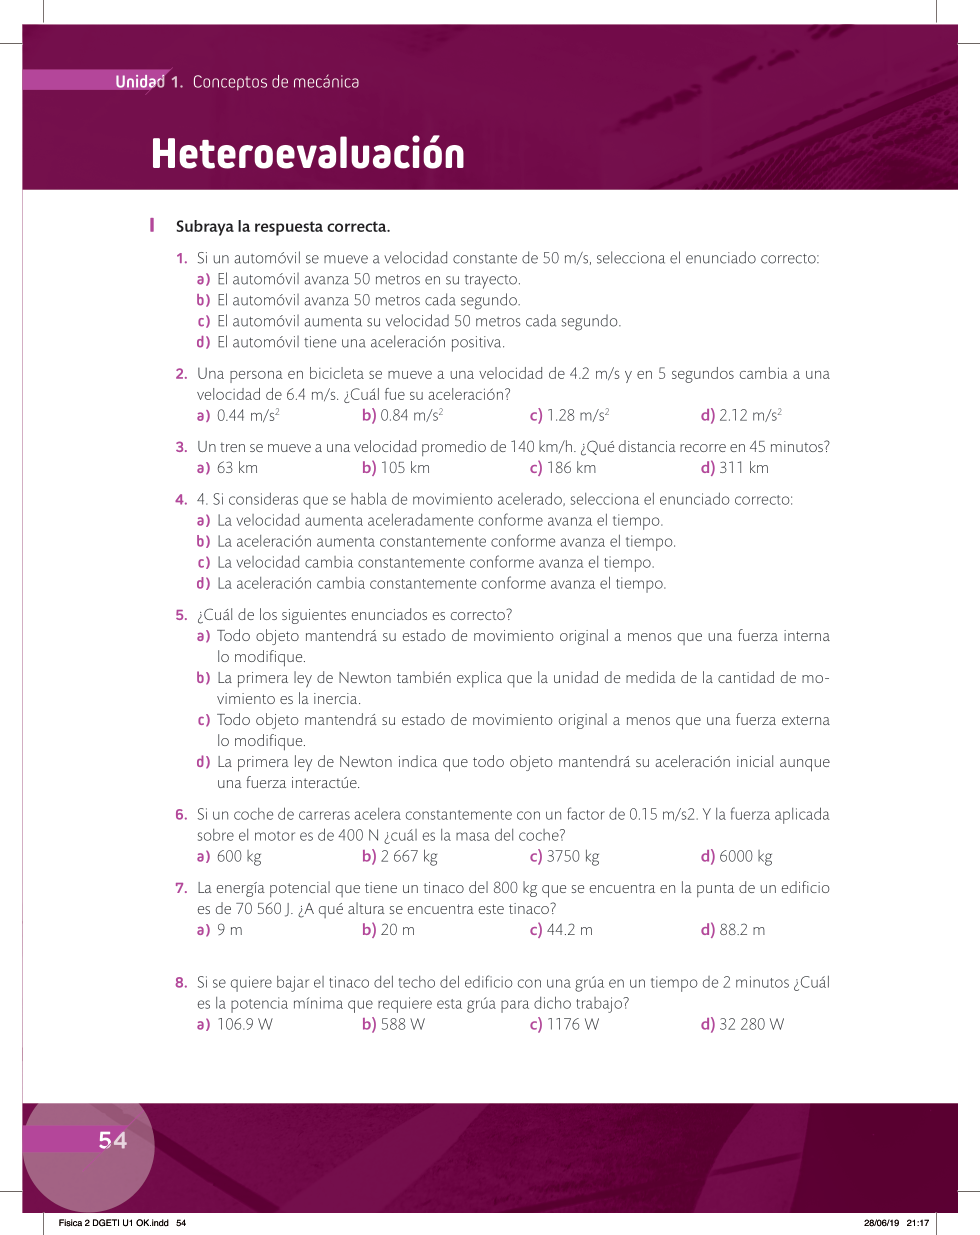 Unidad 1. Conceptos de mecánica
Heteroevaluación
I Subraya la respuesta correcta.
1. Si un automóvil se mueve a velocidad constante de 50 m/s, selecciona el enunciado correcto:
a) El automóvil avanza 50 metros en su trayecto.
b) El automóvil avanza 50 metros cada segundo.
c) El automóvil aumenta su velocidad 50 metros cada segundo.
d) El automóvil tiene una aceleración positiva.
2. Una persona en bicicleta se mueve a una velocidad de 4.2 m/s y en 5 segundos cambia a una
velocidad de 6.4 m/s. ¿Cuál fue su aceleración?
a) 0.44 m/s² b) 0.84 m/s² c) 1.28 m/s² d) 2.12 m/s²
3. Un tren se mueve a una velocidad promedio de 140 km/h. ¿Qué distancia recorre en 45 minutos?
a) 63 km b) 105 km c) 186 km d) 311 km
4. 4. Si consideras que se habla de movimiento acelerado, selecciona el enunciado correcto:
a) La velocidad aumenta aceleradamente conforme avanza el tiempo.
b) La aceleración aumenta constantemente conforme avanza el tiempo.
c) La velocidad cambia constantemente conforme avanza el tiempo.
d) La aceleración cambia constantemente conforme avanza el tiempo.
5. ¿Cuál de los siguientes enunciados es correcto?
a) Todo objeto mantendrá su estado de movimiento original a menos que una fuerza interna
lo modifique.
b) La primera ley de Newton también explica que la unidad de medida de la cantidad de mo-
vimiento es la inercia.
c) Todo objeto mantendrá su estado de movimiento original a menos que una fuerza externa
lo modifique.
d) La primera ley de Newton indica que todo objeto mantendrá su aceleración inicial aunque
una fuerza interactúe.
6. Si un coche de carreras acelera constantemente con un factor de 0.15 m/s2. Y la fuerza aplicada
sobre el motor es de 400 N ¿cuál es la masa del coche?
a) 600 kg b) 2 667 kg c) 3750 kg d) 6000 kg
7. La energía potencial que tiene un tinaco del 800 kg que se encuentra en la punta de un edificio
es de 70 560 J. ¿A qué altura se encuentra este tinaco?
a) 9 m b) 20 m c) 44.2 m d) 88.2 m
8. Si se quiere bajar el tinaco del techo del edificio con una grúa en un tiempo de 2 minutos ¿Cuál
es la potencia mínima que requiere esta grúa para dicho trabajo?
a) 106.9 W b) 588 W c) 1176 W d) 32 280 W
54
Fisica 2 DGETI U1 OK.indd 54 28/06/19 21:17